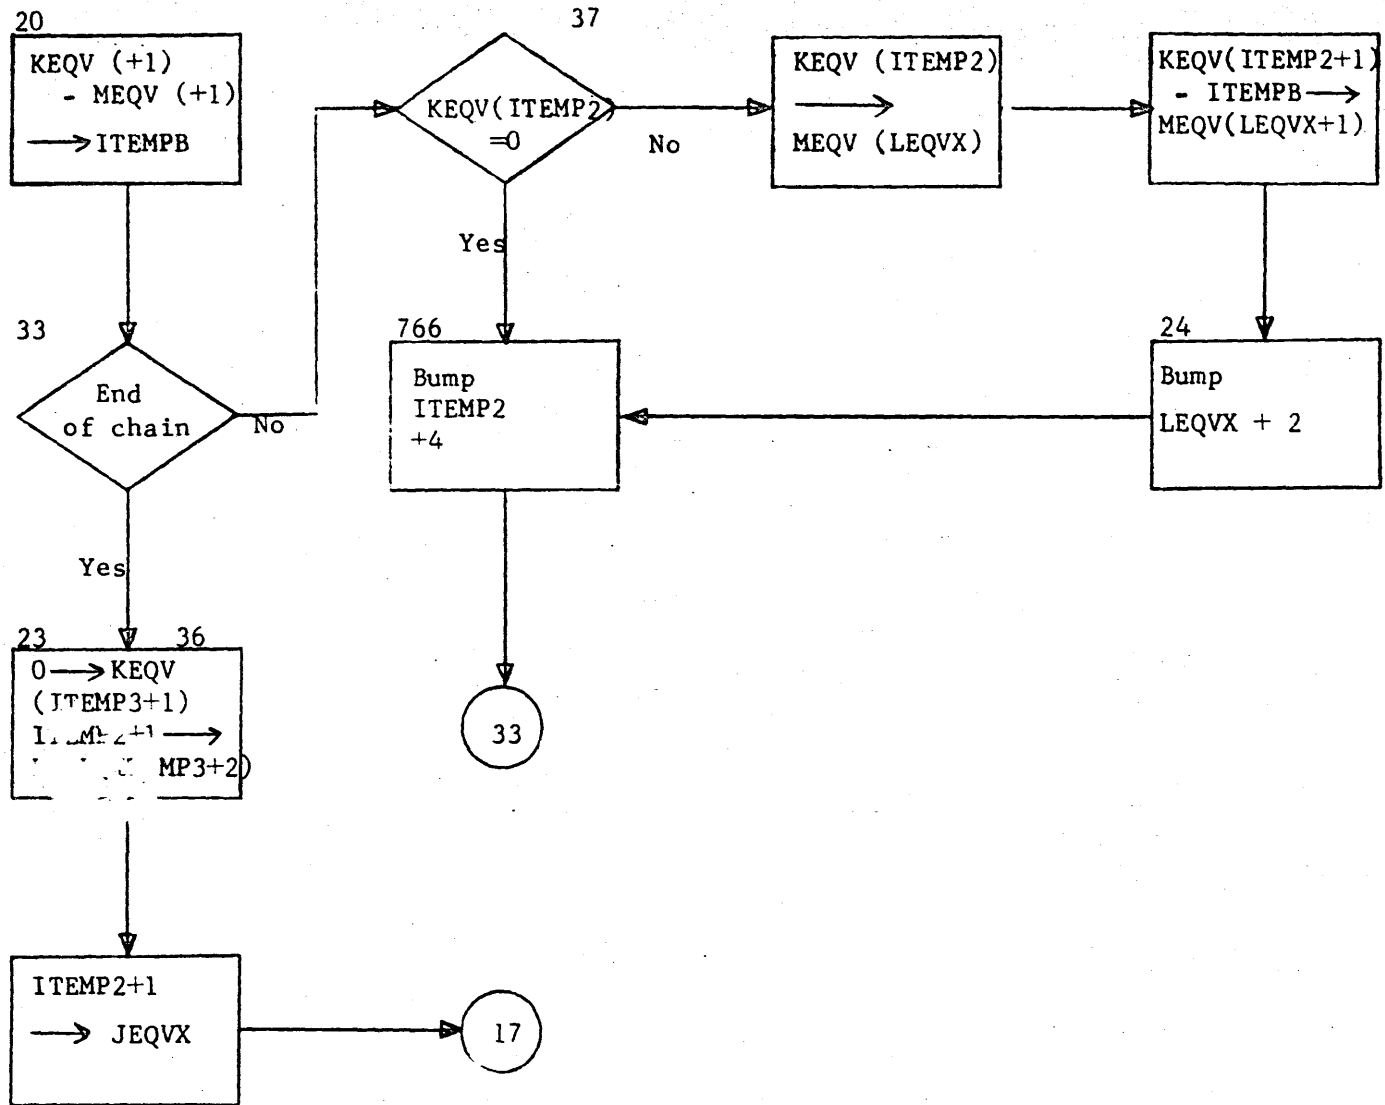 20
KEQV (+1)
- MEQV (+1)
→ ITEMPB
33
End
of chain
No
Yes
37
KEQV(ITEMP2)
=0
No
Yes
KEQV (ITEMP2)
→
MEQV (LEQVX)
KEQV(ITEMP2+1)
- ITEMPB →
MEQV(LEQVX+1)
24
Bump
LEQVX + 2
766
Bump
ITEMP2
+4
33
23 36
0 → KEQV
(ITEMP3+1)
→
MP3+2)
ITEMP2+1
→ JEQVX
17